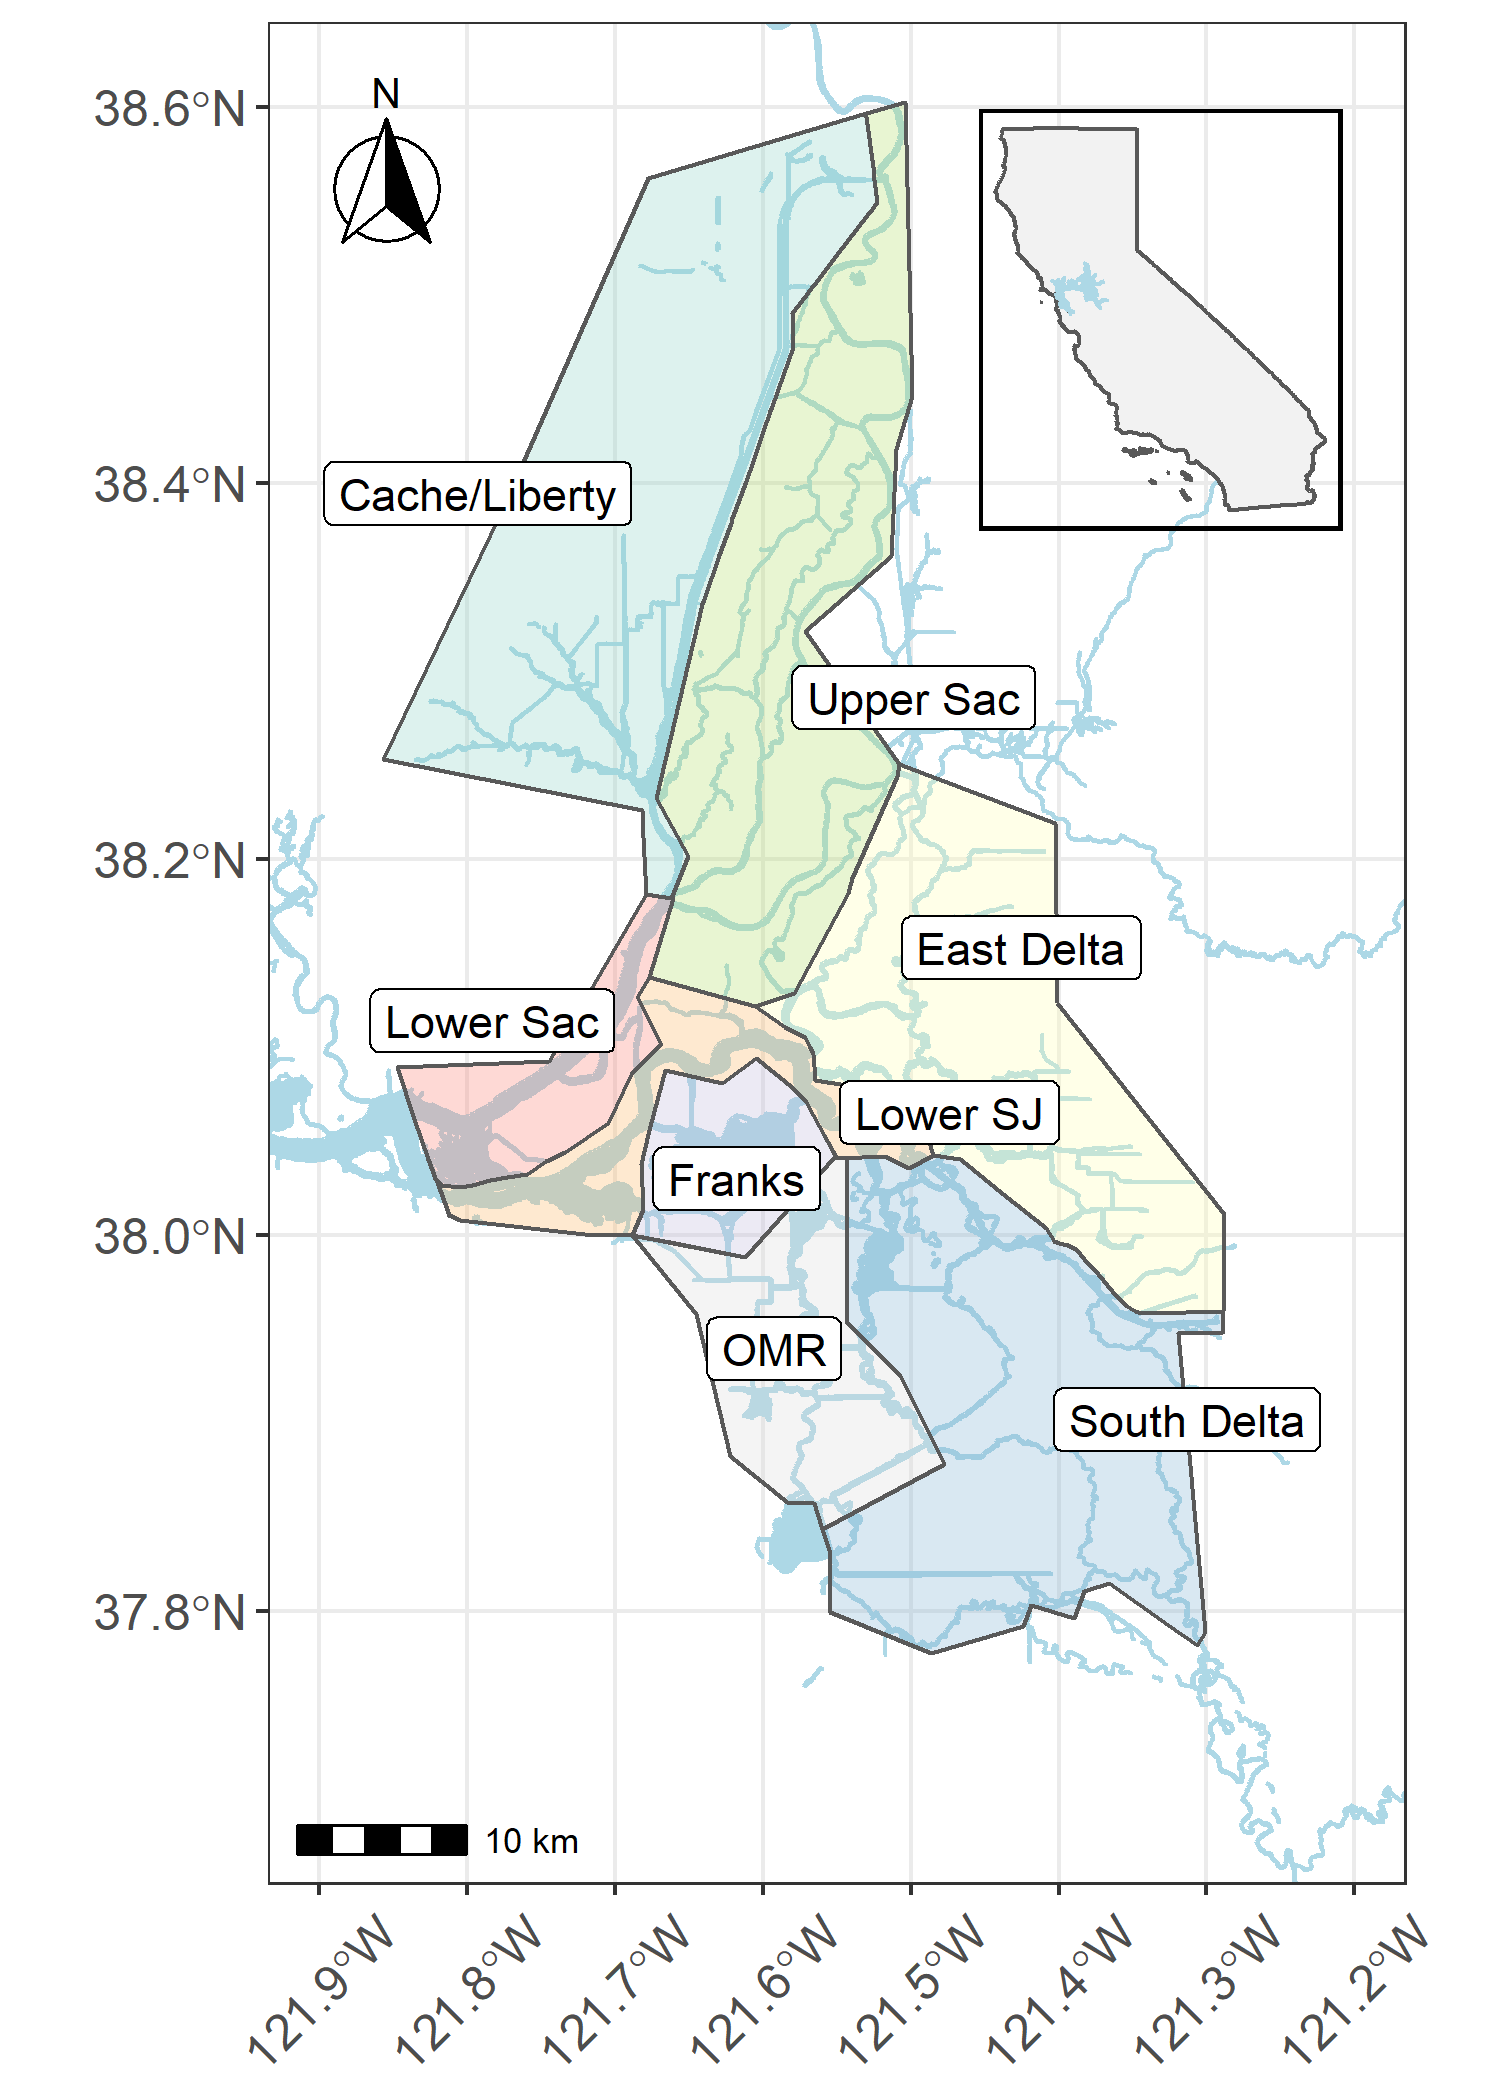 N
38.6°N
38.4°N
38.2°N
38.0°N
37.8°N
Cache/Liberty
Upper Sac
East Delta
Lower Sac
Lower SJ
Franks
OMR
South Delta
10 km
121.9°W
121.8°W
121.7°W
121.6°W
121.5°W
121.4°W
121.3°W
121.2°W